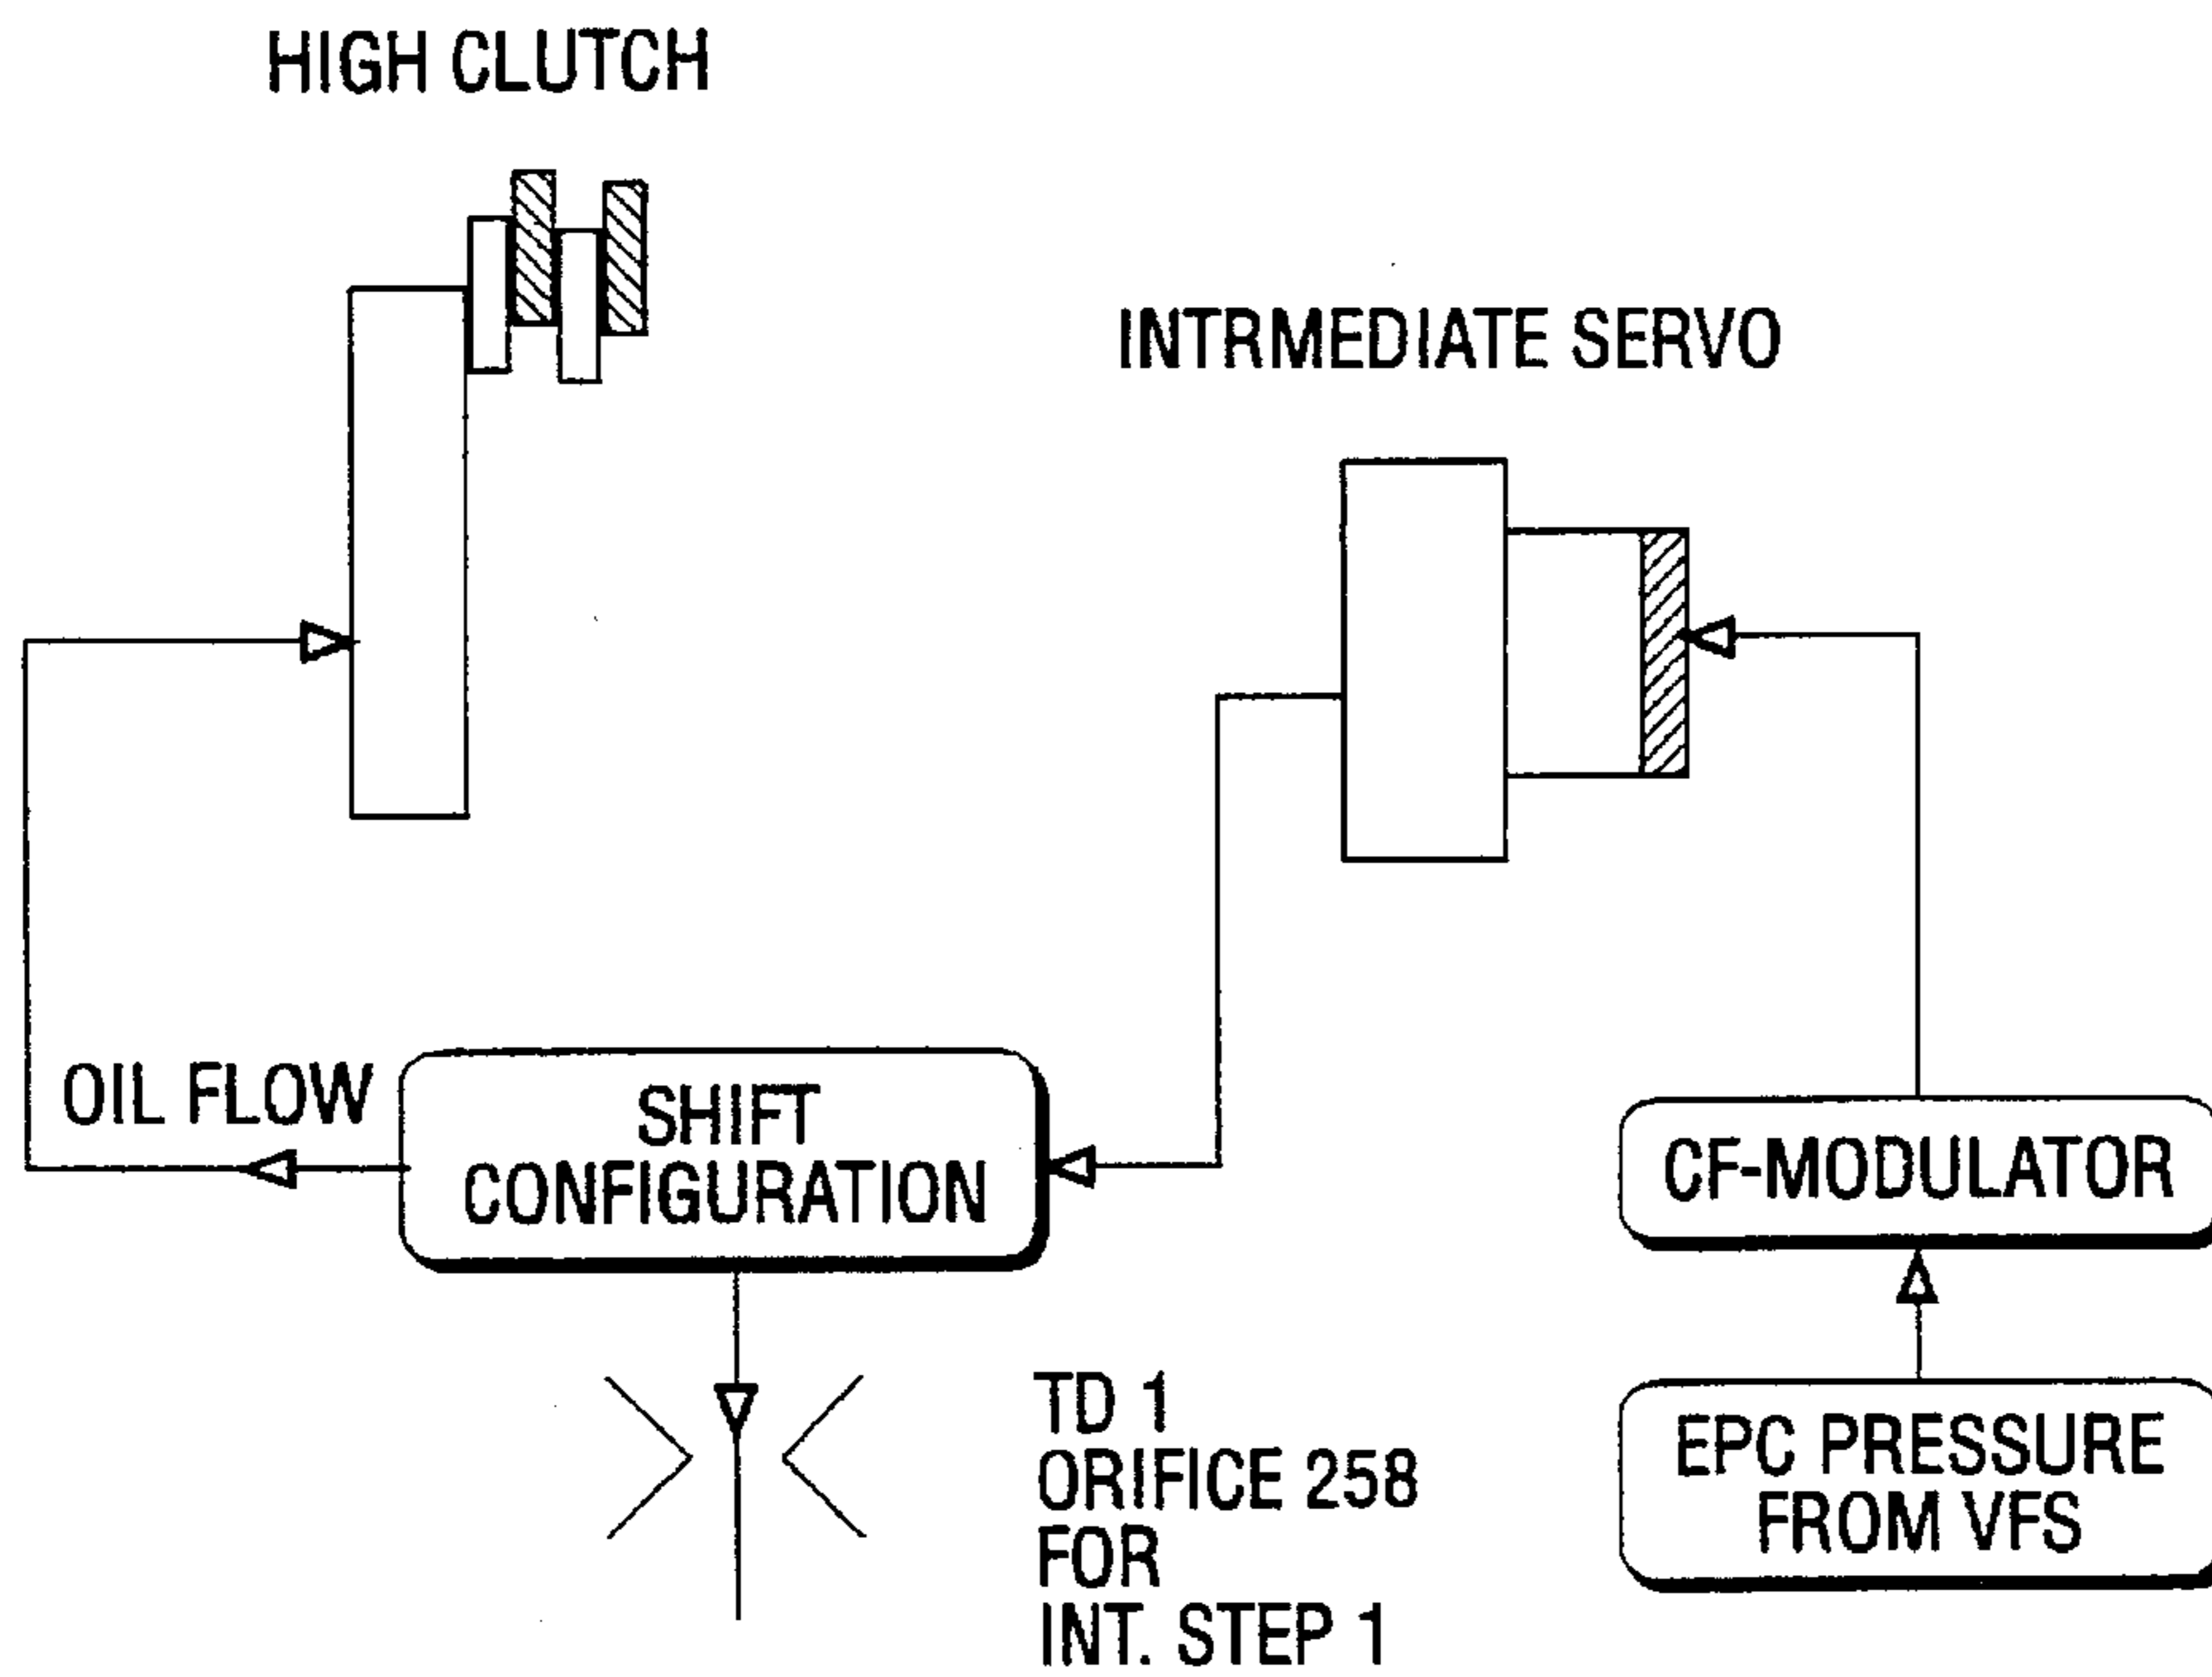 HIGH CLUTCH
INTRMEDIATE SERVO
OIL FLOW
SHIFT
CONFIGURATION
CF-MODULATOR
TD 1
ORIFICE 258
FOR
INT. STEP 1
EPC PRESSURE
FROM VFS